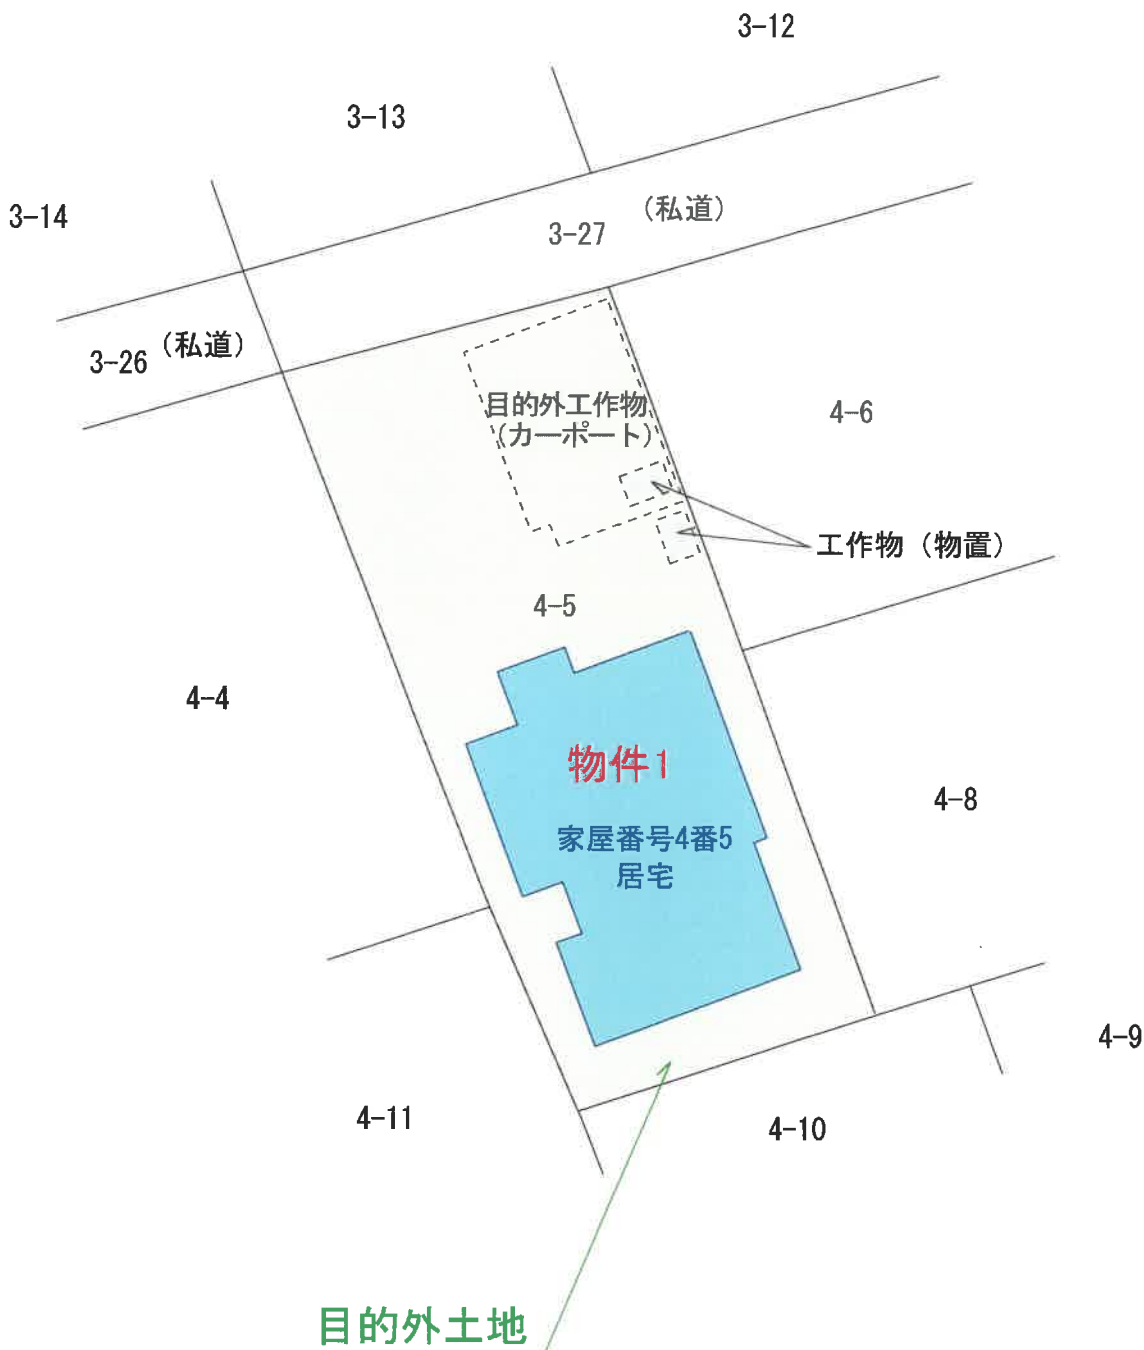 3-12
3-13
3-14
(私道)
3-27
3-26 (私道)
目的外工作物
(カーポート)
4-6
工作物(物置)
4-5
4-4
物件1
4-8
家屋番号4番5
居宅
4-9
4-11
4-10
目的外土地